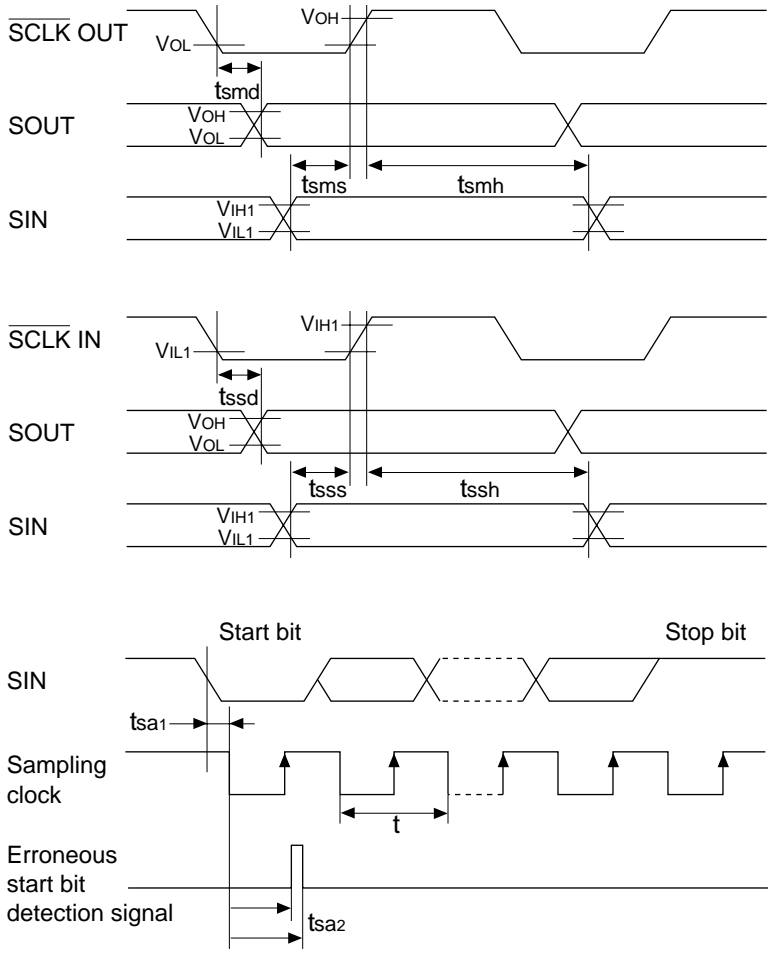 SCLK OUT
VOH
VOL
tsmd
SOUT
VOH
VOL
tsms
tsmh
SIN
VIH1
VIL1
SCLK IN
VIH1
VIL1
tssd
SOUT
VOH
VOL
tsss
tssh
SIN
VIH1
VIL1
Start bit
Stop bit
SIN
tsa1
Sampling
clock
t
Erroneous
start bit
detection signal
tsa2